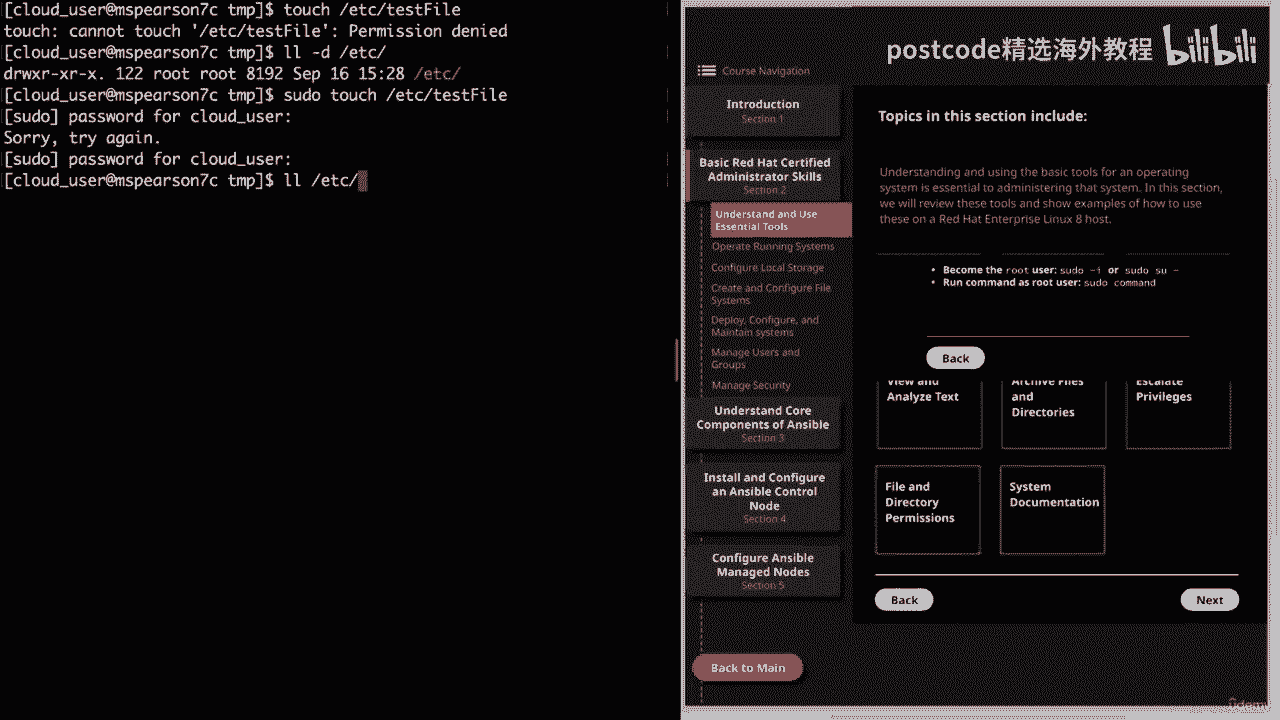 [cloud_user@mspearson7c tmp]$ touch /etc/testFile
touch: cannot touch '/etc/testFile': Permission denied
[cloud_user@mspearson7c tmp]$ ll -d /etc/
drwxr-xr-x. 122 root root 8192 Sep 16 15:28 /etc/
[cloud_user@mspearson7c tmp]$ sudo touch /etc/testFile
[sudo] password for cloud_user:
Sorry, try again.
[sudo] password for cloud_user:
[cloud_user@mspearson7c tmp]$ ll /etc/
postcode精选海外教程 bilibili
Course Navigation
Introduction
Section 1
Basic Red Hat Certified
Administrator Skills
Section 2
Understand and Use
Essential Tools
Operate Running Systems
Configure Local Storage
Create and Configure File
Systems
Deploy, Configure, and
Maintain systems
Manage Users and
Groups
Manage Security
Understand Core
Components of Ansible
Section 3
Install and Configure
an Ansible Control
Node
Section 4
Configure Ansible
Managed Nodes
Section 5
Back to Main
Topics in this section include:
Understanding and using the basic tools for an operating
system is essential to administering that system. In this section,
we will review these tools and show examples of how to use
these on a Red Hat Enterprise Linux 8 host.
• Become the root user: sudo -i or sudo su -
• Run command as root user: sudo command
Back
View and
Analyze Text
Archive Files
and
Directories
Escalate
Privileges
File and
Directory
Permissions
System
Documentation
Back
Next
Udemy